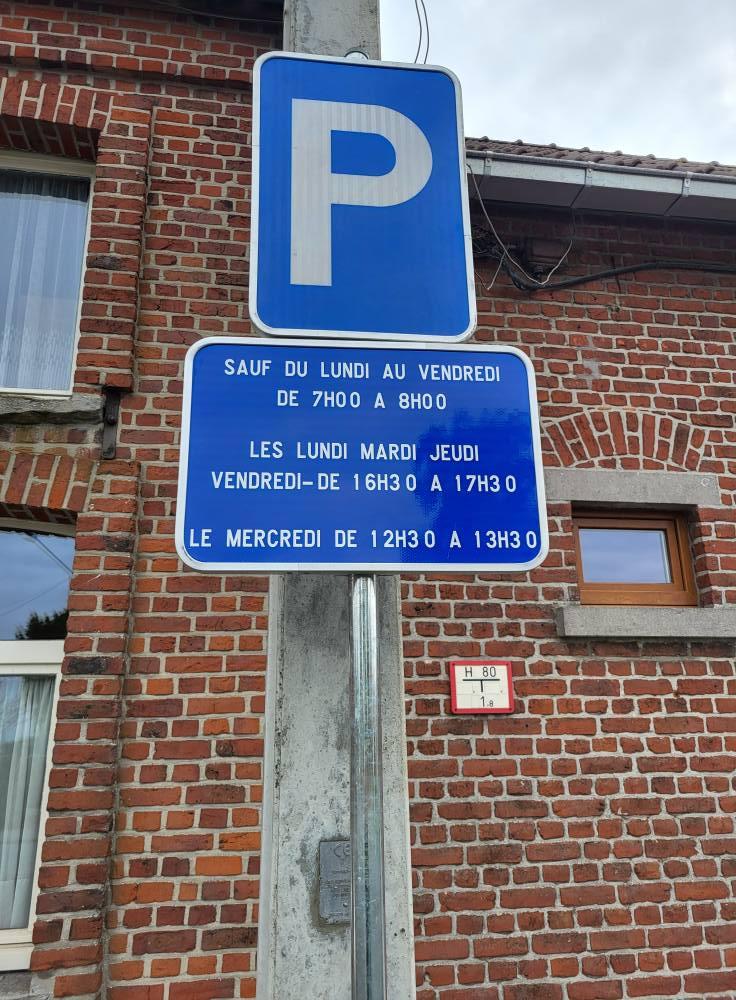 P
SAUF DU LUNDI AU VENDREDI
DE 7H00 A 8H00
LES LUNDI MARDI JEUDI
VENDREDI-DE 16H30 A 17H30
LE MERCREDI DE 12H30 A 13H30
H 80
1.8